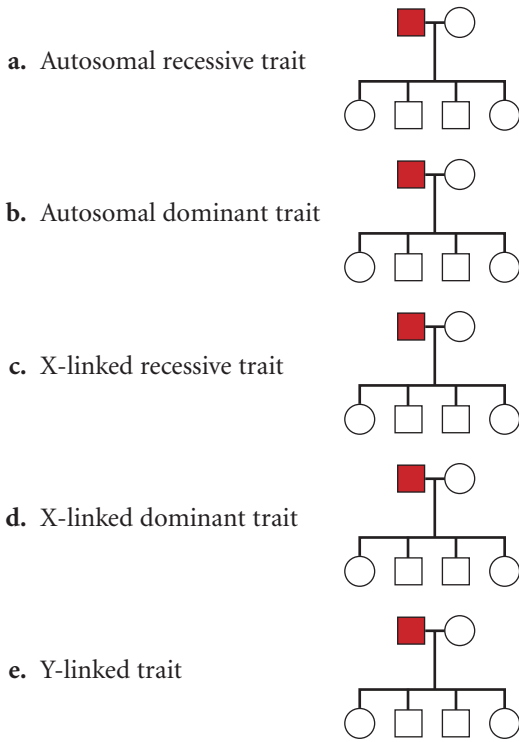 a. Autosomal recessive trait
b. Autosomal dominant trait
c. X-linked recessive trait
d. X-linked dominant trait
e. Y-linked trait